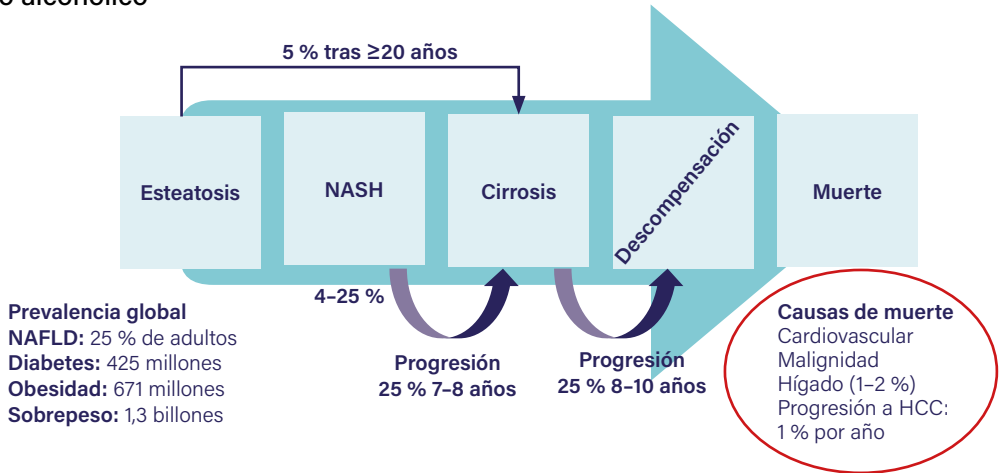 o alcohólico
5 % tras ≥20 años
Esteatosis
NASH
Cirrosis
Descompensación
Muerte
4–25 %
Progresión
25 % 7–8 años
Progresión
25 % 8–10 años
Prevalencia global
NAFLD: 25 % de adultos
Diabetes: 425 millones
Obesidad: 671 millones
Sobrepeso: 1,3 billones
Causas de muerte
Cardiovascular
Malignidad
Hígado (1–2 %)
Progresión a HCC:
1 % por año